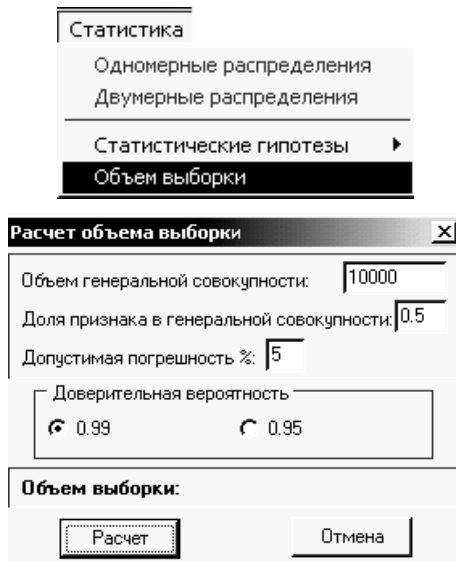 Статистика
Одномерные распределения
Двумерные распределения
Статистические гипотезы
Объем выборки
Расчет объема выборки
Объем генеральной совокупности: 10000
Доля признака в генеральной совокупности: 0.5
Допустимая погрешность %: 5
Доверительная вероятность
0.99 0.95
Объем выборки:
Расчет Отмена